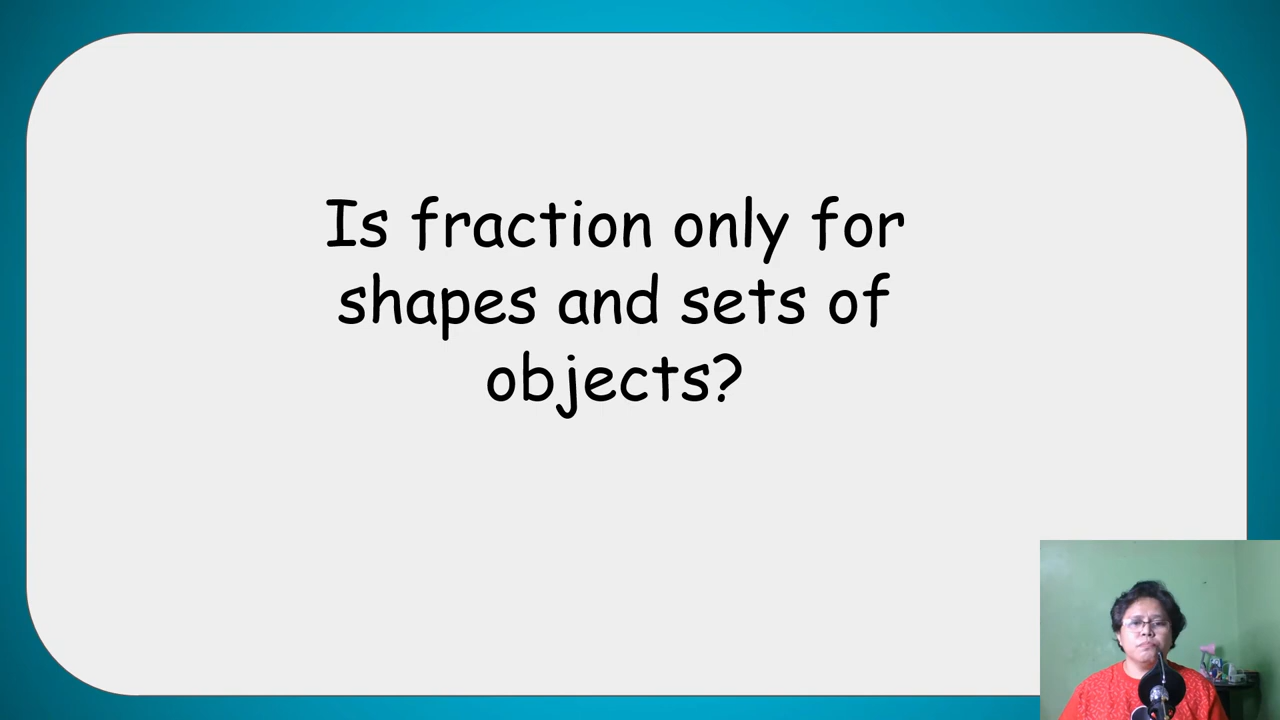 Is fraction only for
shapes and sets of
objects?